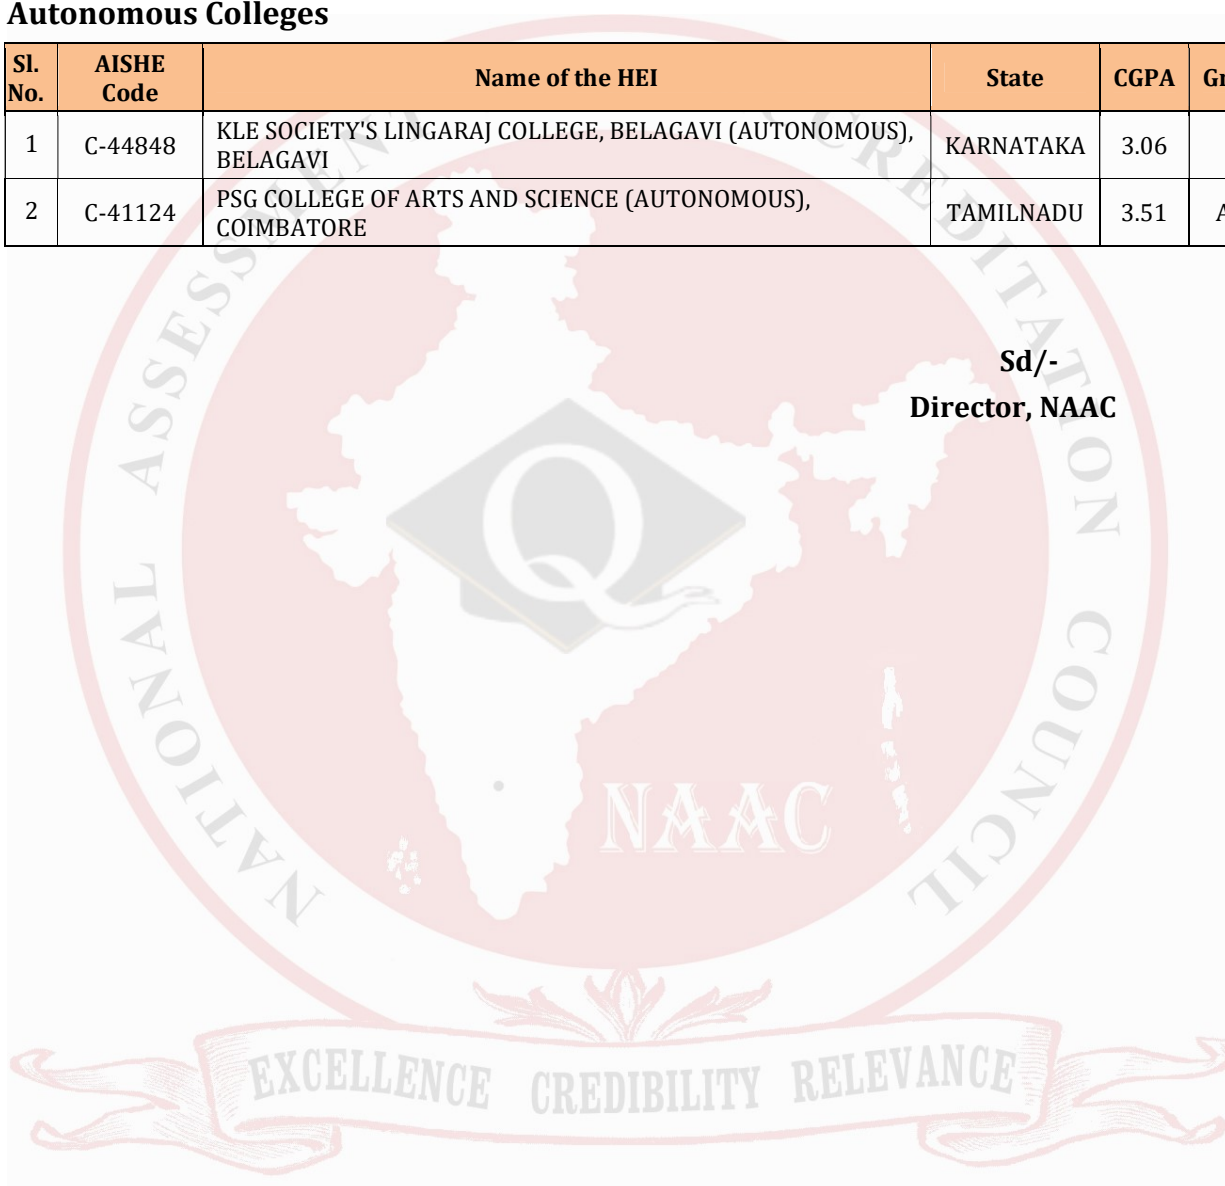 Autonomous Colleges
Sl. No. AISHE Code Name of the HEI State CGPA
1 C-44848 KLE SOCIETY'S LINGARAJ COLLEGE, BELAGAVI (AUTONOMOUS), BELAGAVI KARNATAKA 3.06
2 C-41124 PSG COLLEGE OF ARTS AND SCIENCE (AUTONOMOUS), COIMBATORE TAMILNADU 3.51 A
Sd/-
Director, NAAC
NATIONAL ASSESSMENT CCREDITATION COUNCIL
NAAC
EXCELLENCE CREDIBILITY RELEVANCE